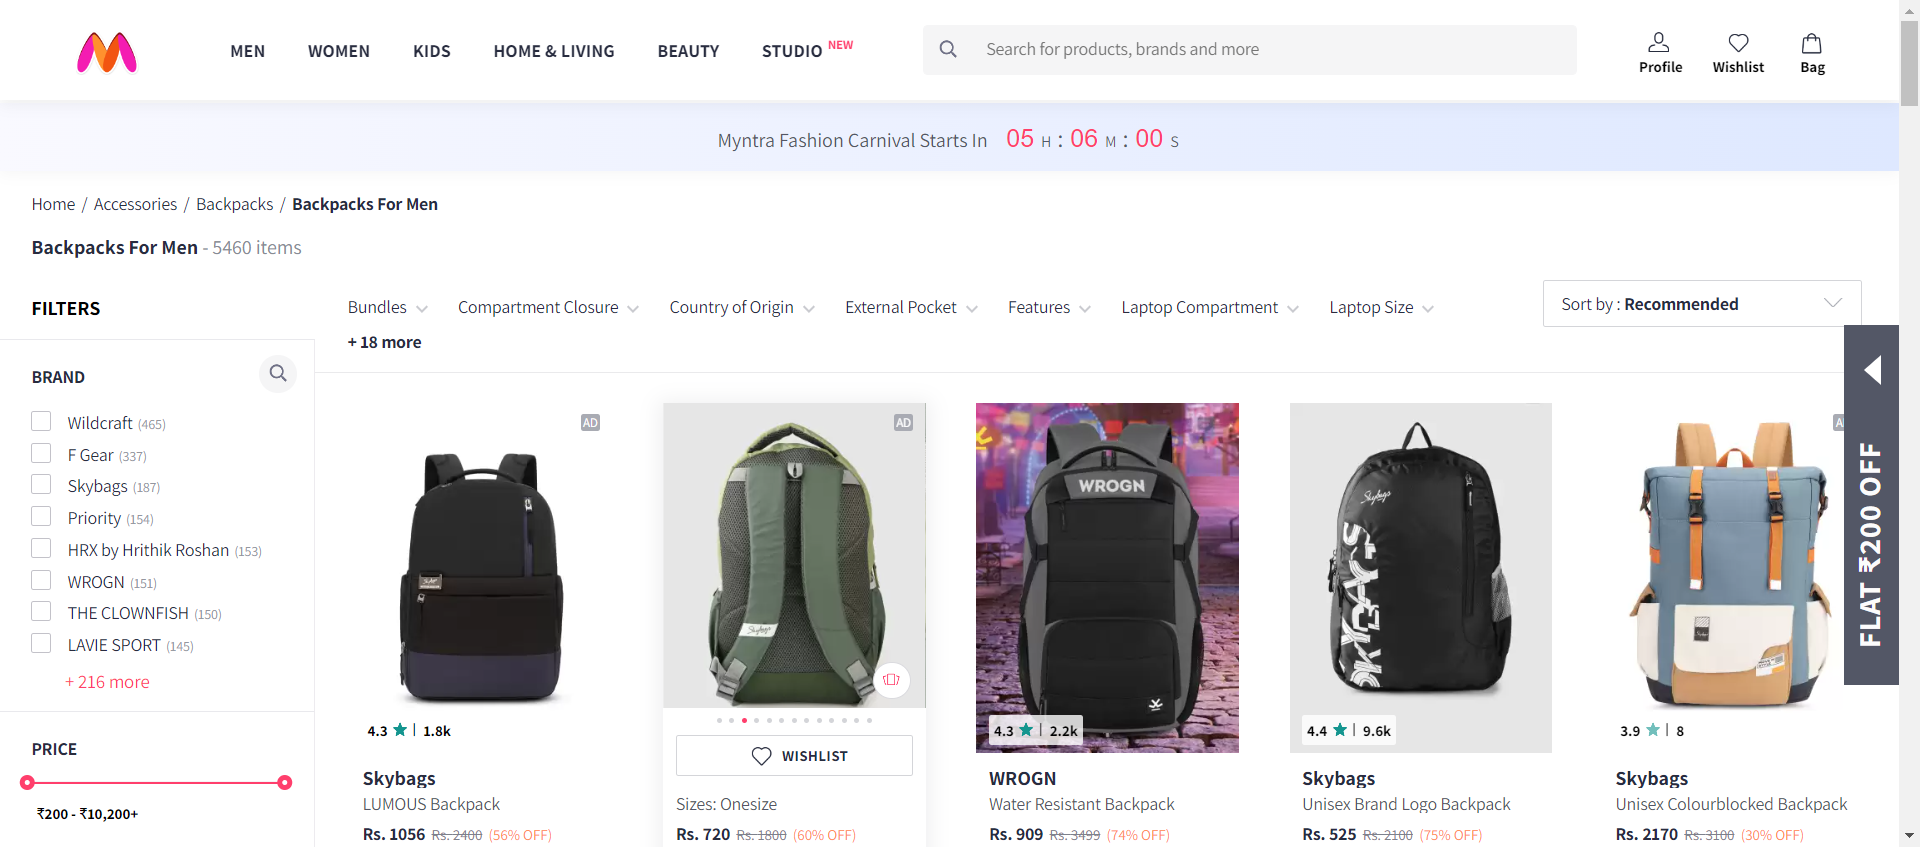 MEN WOMEN KIDS HOME & LIVING BEAUTY STUDIO NEW
Search for products, brands and more
Profile Wishlist Bag
Myntra Fashion Carnival Starts In 05 H : 06 M : 00 S
Home / Accessories / Backpacks / Backpacks For Men
Backpacks For Men - 5460 items
FILTERS
Bundles Compartment Closure Country of Origin External Pocket Features Laptop Compartment Laptop Size
+ 18 more
Sort by : Recommended
BRAND
Wildcraft (465)
F Gear (337)
Skybags (187)
Priority (154)
HRX by Hrithik Roshan (153)
WROGN (151)
THE CLOWNFISH (150)
LAVIE SPORT (145)
+ 216 more
PRICE
₹200 - ₹10,200+
AD
4.3 | 1.8k
Skybags
LUMOUS Backpack
Rs. 1056 Rs. 2400 (56% OFF)
AD
Skybags
WISHLIST
Sizes: Onesize
Rs. 720 Rs. 1800 (60% OFF)
WROGN
4.3 | 2.2k
WROGN
Water Resistant Backpack
Rs. 909 Rs. 3499 (74% OFF)
Skybags
4.4 | 9.6k
Skybags
Unisex Brand Logo Backpack
Rs. 525 Rs. 2100 (75% OFF)
3.9 | 8
Skybags
Unisex Colourblocked Backpack
Rs. 2170 Rs. 3100 (30% OFF)
FLAT ₹200 OFF